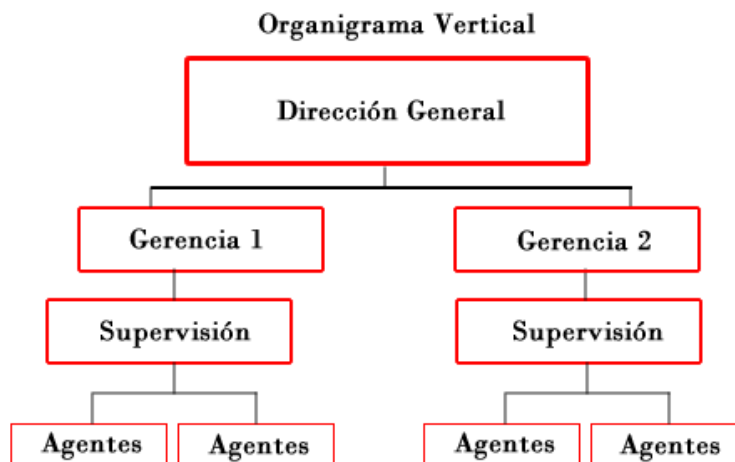 Organigrama Vertical
Dirección General
Gerencia 1
Gerencia 2
Supervisión
Supervisión
Agentes
Agentes
Agentes
Agentes